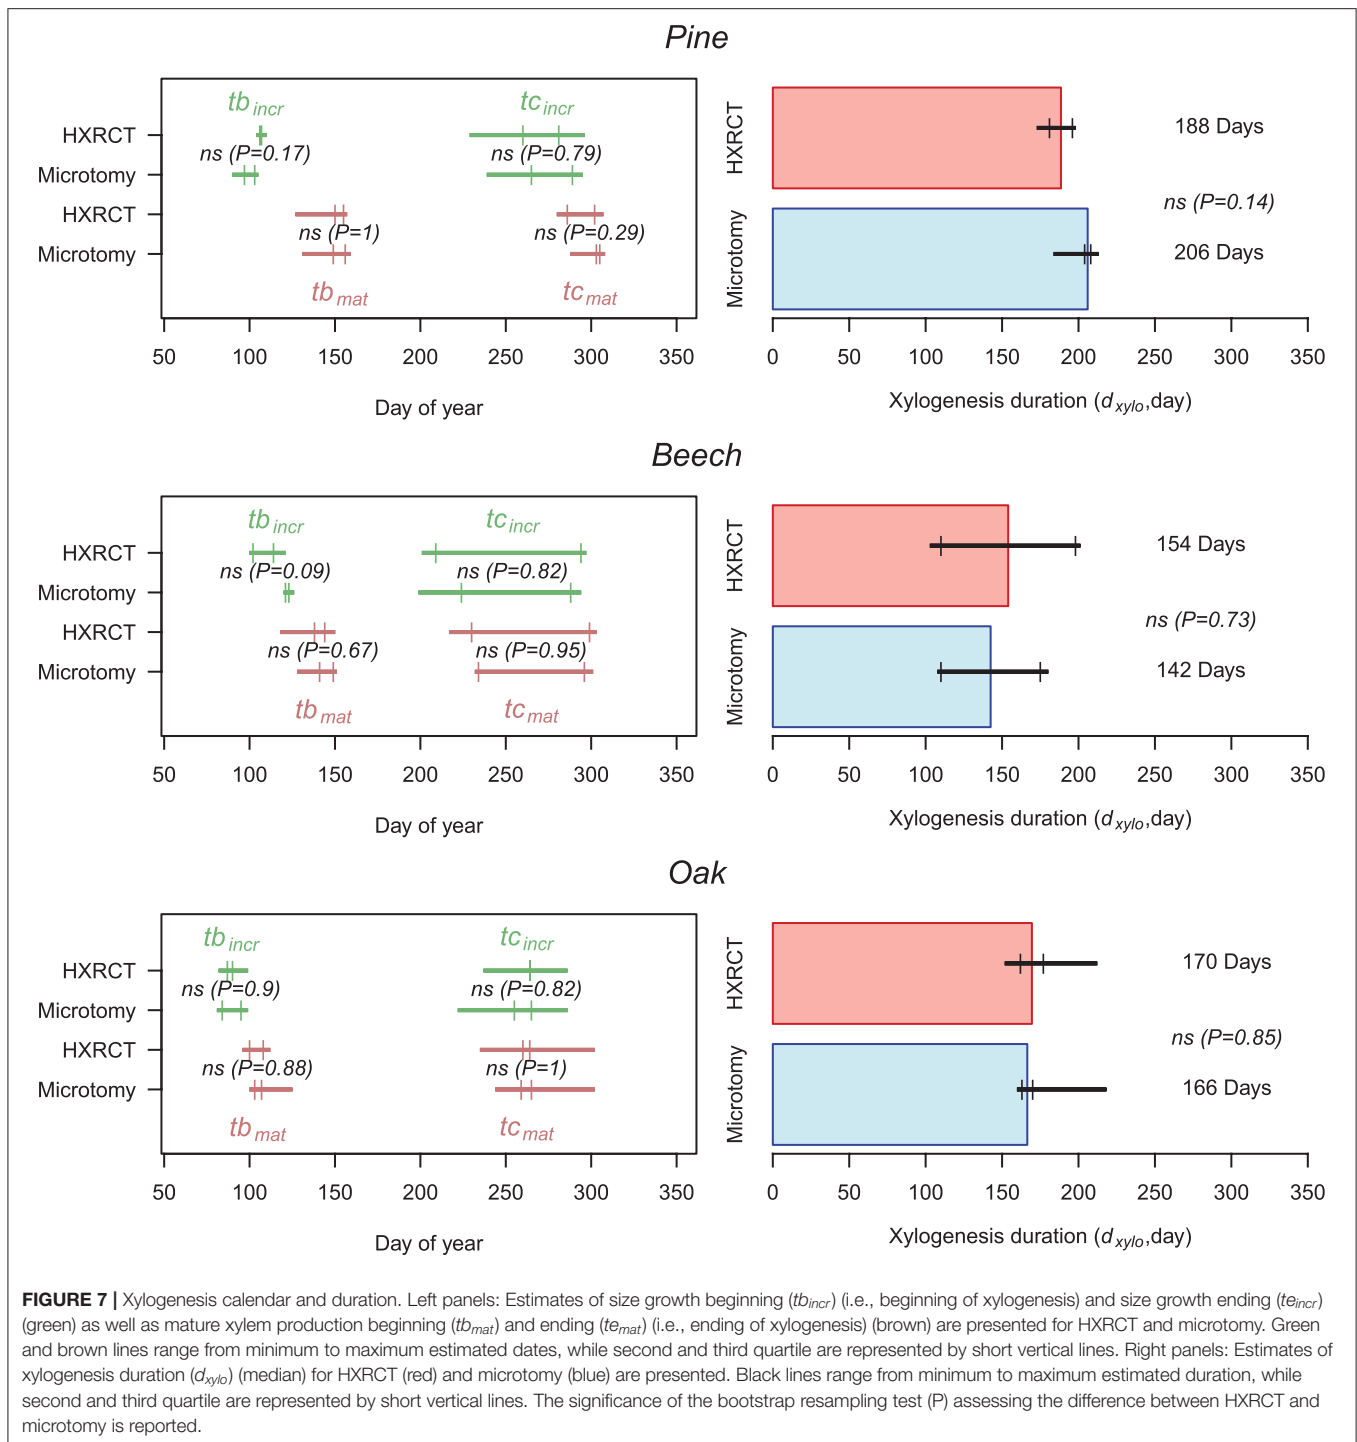 Pine
tb incr
tc incr
HXRCT
ns (P=0.17)
ns (P=0.79)
Microtomy
HXRCT
ns (P=1)
ns (P=0.29)
Microtomy
tb mat
tc mat
50 100 150 200 250 300 350
Day of year
HXRCT
188 Days
ns (P=0.14)
Microtomy
206 Days
0 50 100 150 200 250 300 350
Xylogenesis duration (d xylo,day)
Beech
tb incr
tc incr
HXRCT
ns (P=0.09)
ns (P=0.82)
Microtomy
HXRCT
ns (P=0.67)
ns (P=0.95)
Microtomy
tb mat
tc mat
50 100 150 200 250 300 350
Day of year
HXRCT
154 Days
ns (P=0.73)
Microtomy
142 Days
0 50 100 150 200 250 300 350
Xylogenesis duration (d xylo,day)
Oak
tb incr
tc incr
HXRCT
ns (P=0.9)
ns (P=0.82)
Microtomy
HXRCT
ns (P=0.88)
ns (P=1)
Microtomy
tb mat
tc mat
50 100 150 200 250 300 350
Day of year
HXRCT
170 Days
ns (P=0.85)
Microtomy
166 Days
0 50 100 150 200 250 300 350
Xylogenesis duration (d xylo,day)
FIGURE 7 | Xylogenesis calendar and duration. Left panels: Estimates of size growth beginning (tbincr) (i.e., beginning of xylogenesis) and size growth ending (teincr)
(green) as well as mature xylem production beginning (tbmat) and ending (temat) (i.e., ending of xylogenesis) (brown) are presented for HXRCT and microtomy. Green
and brown lines range from minimum to maximum estimated dates, while second and third quartile are represented by short vertical lines. Right panels: Estimates of
xylogenesis duration (dxylo) (median) for HXRCT (red) and microtomy (blue) are presented. Black lines range from minimum to maximum estimated duration, while
second and third quartile are represented by short vertical lines. The significance of the bootstrap resampling test (P) assessing the difference between HXRCT and
microtomy is reported.